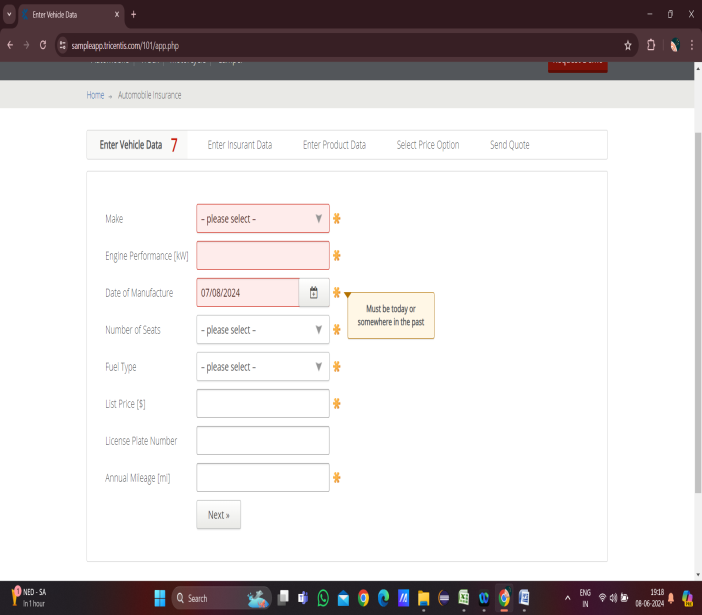 Enter Vehicle Data
sampleapp.tricentis.com/101/app.php
Home
Automobile Insurance
Enter Vehicle Data 7 Enter Insurant Data Enter Product Data Select Price Option Send Quote
Make – please select –
Engine Performance [kW]
Date of Manufacture 07/08/2024
Must be today or
somewhere in the past
Number of Seats – please select –
Fuel Type – please select –
List Price [$]
License Plate Number
Annual Mileage [mi]
Next »
NED - SA
In 1 hour
Search
ENG
IN
19:18
08-06-2024